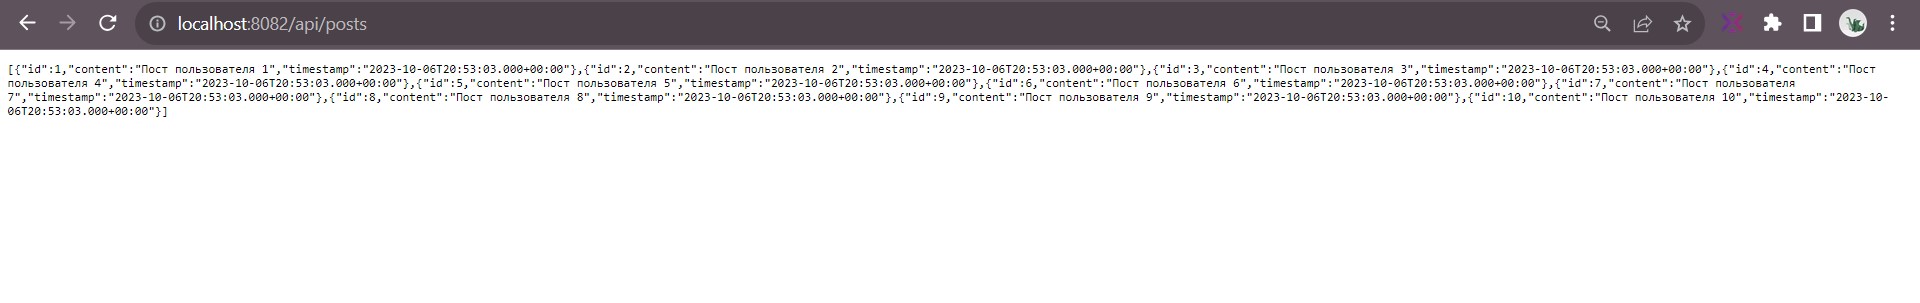 localhost:8082/api/posts
[{"id":1,"content":"Пост пользователя 1","timestamp":"2023-10-06T20:53:03.000+00:00"},{"id":2,"content":"Пост пользователя 2","timestamp":"2023-10-06T20:53:03.000+00:00"},{"id":3,"content":"Пост пользователя 3","timestamp":"2023-10-06T20:53:03.000+00:00"},{"id":4,"content":"Пост
пользователя 4","timestamp":"2023-10-06T20:53:03.000+00:00"},{"id":5,"content":"Пост пользователя 5","timestamp":"2023-10-06T20:53:03.000+00:00"},{"id":6,"content":"Пост пользователя 6","timestamp":"2023-10-06T20:53:03.000+00:00"},{"id":7,"content":"Пост пользователя
7","timestamp":"2023-10-06T20:53:03.000+00:00"},{"id":8,"content":"Пост пользователя 8","timestamp":"2023-10-06T20:53:03.000+00:00"},{"id":9,"content":"Пост пользователя 9","timestamp":"2023-10-06T20:53:03.000+00:00"},{"id":10,"content":"Пост пользователя 10","timestamp":"2023-10-
06T20:53:03.000+00:00"}]